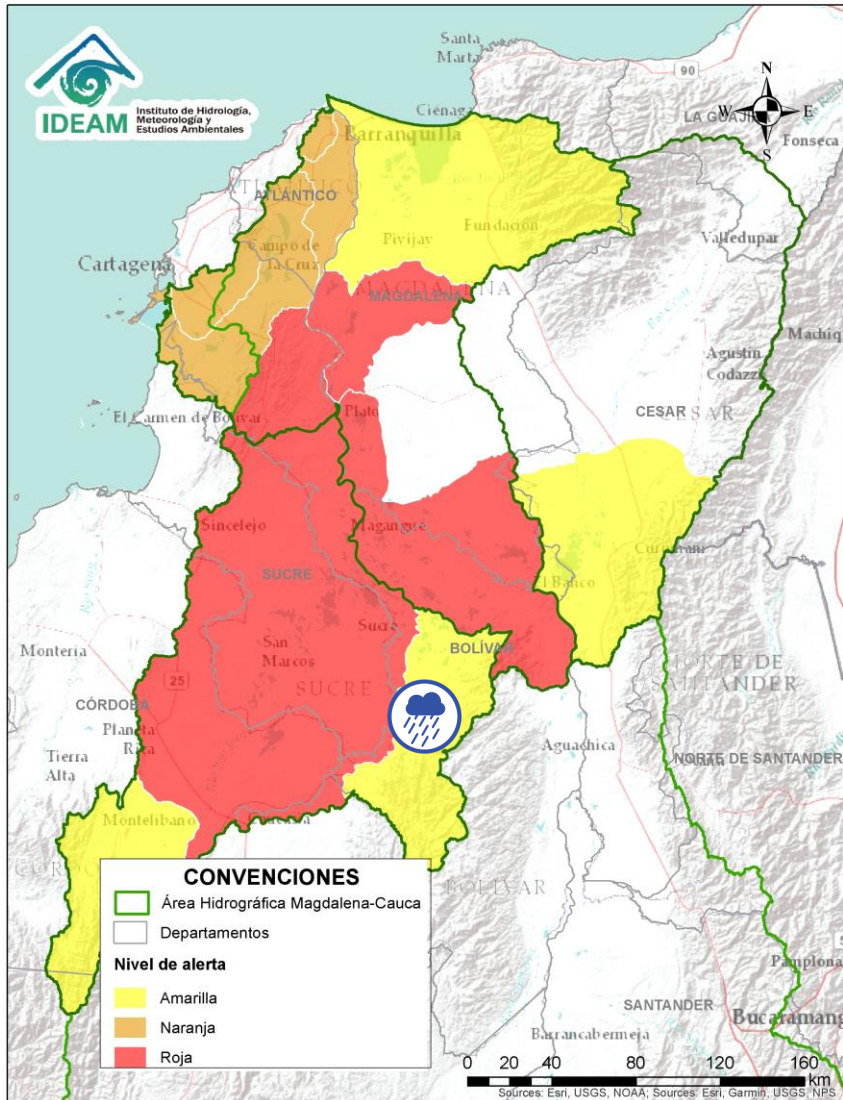 IDEAM
Instituto de Hidrología,
Meteorología y
Estudios Ambientales
Santa
Marta
90
N
W E
S
Ciénaga
Barranquilla
Fonseca
ATLÁNTICO
Fundación
Pivijay
Campo de
la Cruz
Valledupar
Cartagena
MAGDALENA
MAGDALENA
Agustín
Codazzi
El Carmen de Bolívar
Plato
CESAR
CESAR
Sincelejo
Magangué
SUCRE
El Banco
Sucre
San
Marcos
BOLÍVAR
Montería
NORTE DE
SANTANDER
25
SUCRE
CÓRDOBA
Planeta
Rica
Aguachica
Tierra
Alta
NORTE DE SANTANDER
Montelíbano
BOLÍVAR
CONVENCIONES
Área Hidrográfica Magdalena-Cauca
Departamentos
Nivel de alerta
Amarilla
Naranja
Roja
Pamplona
SANTANDER
Barrancabermeja
0 20 40 80 120 160
km
Sources: Esri, USGS, NOAA; Sources: Esri, Garmin, USGS, NPS